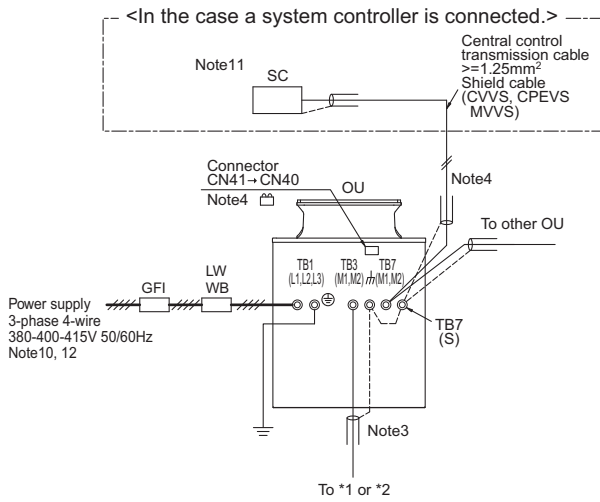 <In the case a system controller is connected.>
Note11
SC
Central control
transmission cable
>=1.25mm²
Shield cable
(CVVS, CPEVS
MVVS)
Connector
CN41→CN40
Note4
OU
Note4
To other OU
TB1
(L1,L2,L3)
TB3
(M1,M2)
TB7
(M1,M2)
GFI
LW
WB
Power supply
3-phase 4-wire
380-400-415V 50/60Hz
Note10, 12
TB7
(S)
Note3
To *1 or *2